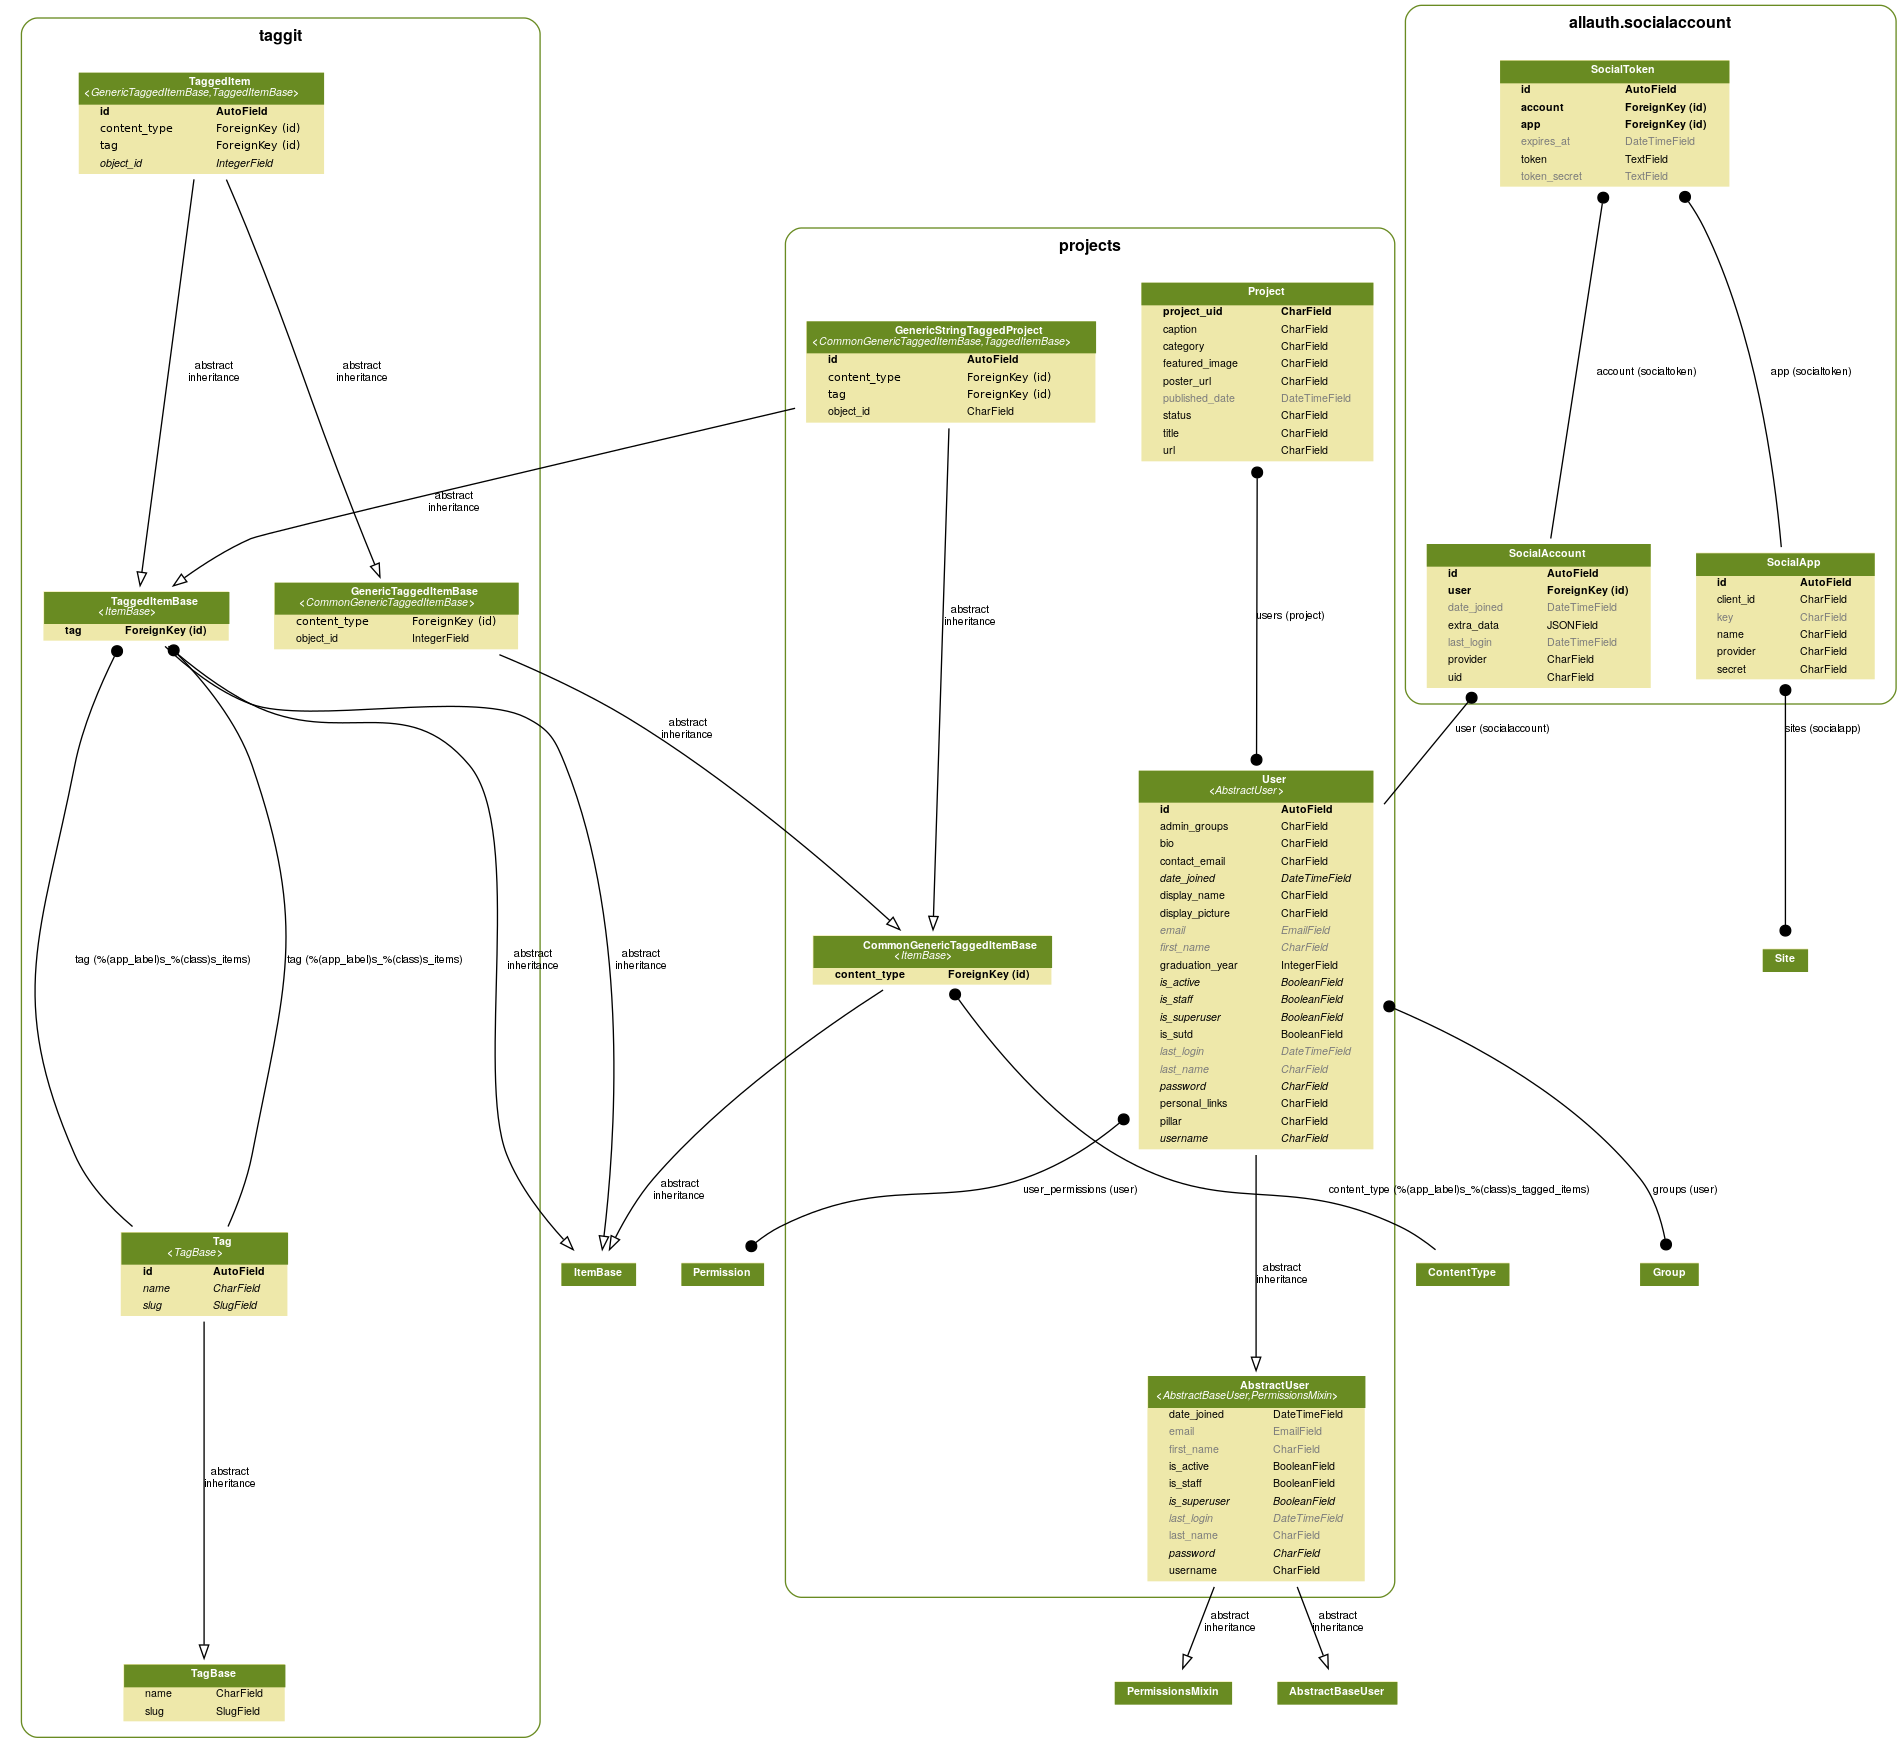 taggit
TaggedItem
<GenericTaggedItemBase,TaggedItemBase>
id AutoField
content_type ForeignKey (id)
tag ForeignKey (id)
object_id IntegerField
abstract
inheritance
abstract
inheritance
abstract
inheritance
TaggedItemBase
<ItemBase>
tag ForeignKey (id)
GenericTaggedItemBase
<CommonGenericTaggedItemBase>
content_type ForeignKey (id)
object_id IntegerField
abstract
inheritance
tag (%(app_label)s_%(class)s_items)
tag (%(app_label)s_%(class)s_items)
abstract
inheritance
abstract
inheritance
Tag
<TagBase>
id AutoField
name CharField
slug SlugField
abstract
inheritance
TagBase
name CharField
slug SlugField
projects
GenericStringTaggedProject
<CommonGenericTaggedItemBase,TaggedItemBase>
id AutoField
content_type ForeignKey (id)
tag ForeignKey (id)
object_id CharField
Project
project_uid CharField
caption CharField
category CharField
featured_image CharField
poster_url CharField
published_date DateTimeField
status CharField
title CharField
url CharField
abstract
inheritance
users (project)
User
<AbstractUser>
id AutoField
admin_groups CharField
bio CharField
contact_email CharField
date_joined DateTimeField
display_name CharField
display_picture CharField
email EmailField
first_name CharField
graduation_year IntegerField
is_active BooleanField
is_staff BooleanField
is_superuser BooleanField
is_sutd BooleanField
last_login DateTimeField
last_name CharField
password CharField
personal_links CharField
pillar CharField
username CharField
CommonGenericTaggedItemBase
<ItemBase>
content_type ForeignKey (id)
abstract
inheritance
user_permissions (user)
content_type (%(app_label)s_%(class)s_tagged_items)
groups (user)
ItemBase
Permission
ContentType
Group
abstract
inheritance
AbstractUser
<AbstractBaseUser,PermissionsMixin>
date_joined DateTimeField
email EmailField
first_name CharField
is_active BooleanField
is_staff BooleanField
is_superuser BooleanField
last_login DateTimeField
last_name CharField
password CharField
username CharField
abstract
inheritance
abstract
inheritance
PermissionsMixin
AbstractBaseUser
allauth.socialaccount
SocialToken
id AutoField
account ForeignKey (id)
app ForeignKey (id)
expires_at DateTimeField
token TextField
token_secret TextField
account (socialtoken)
app (socialtoken)
SocialAccount
id AutoField
user ForeignKey (id)
date_joined DateTimeField
extra_data JSONField
last_login DateTimeField
provider CharField
uid CharField
SocialApp
id AutoField
client_id CharField
key CharField
name CharField
provider CharField
secret CharField
user (socialaccount)
sites (socialapp)
Site